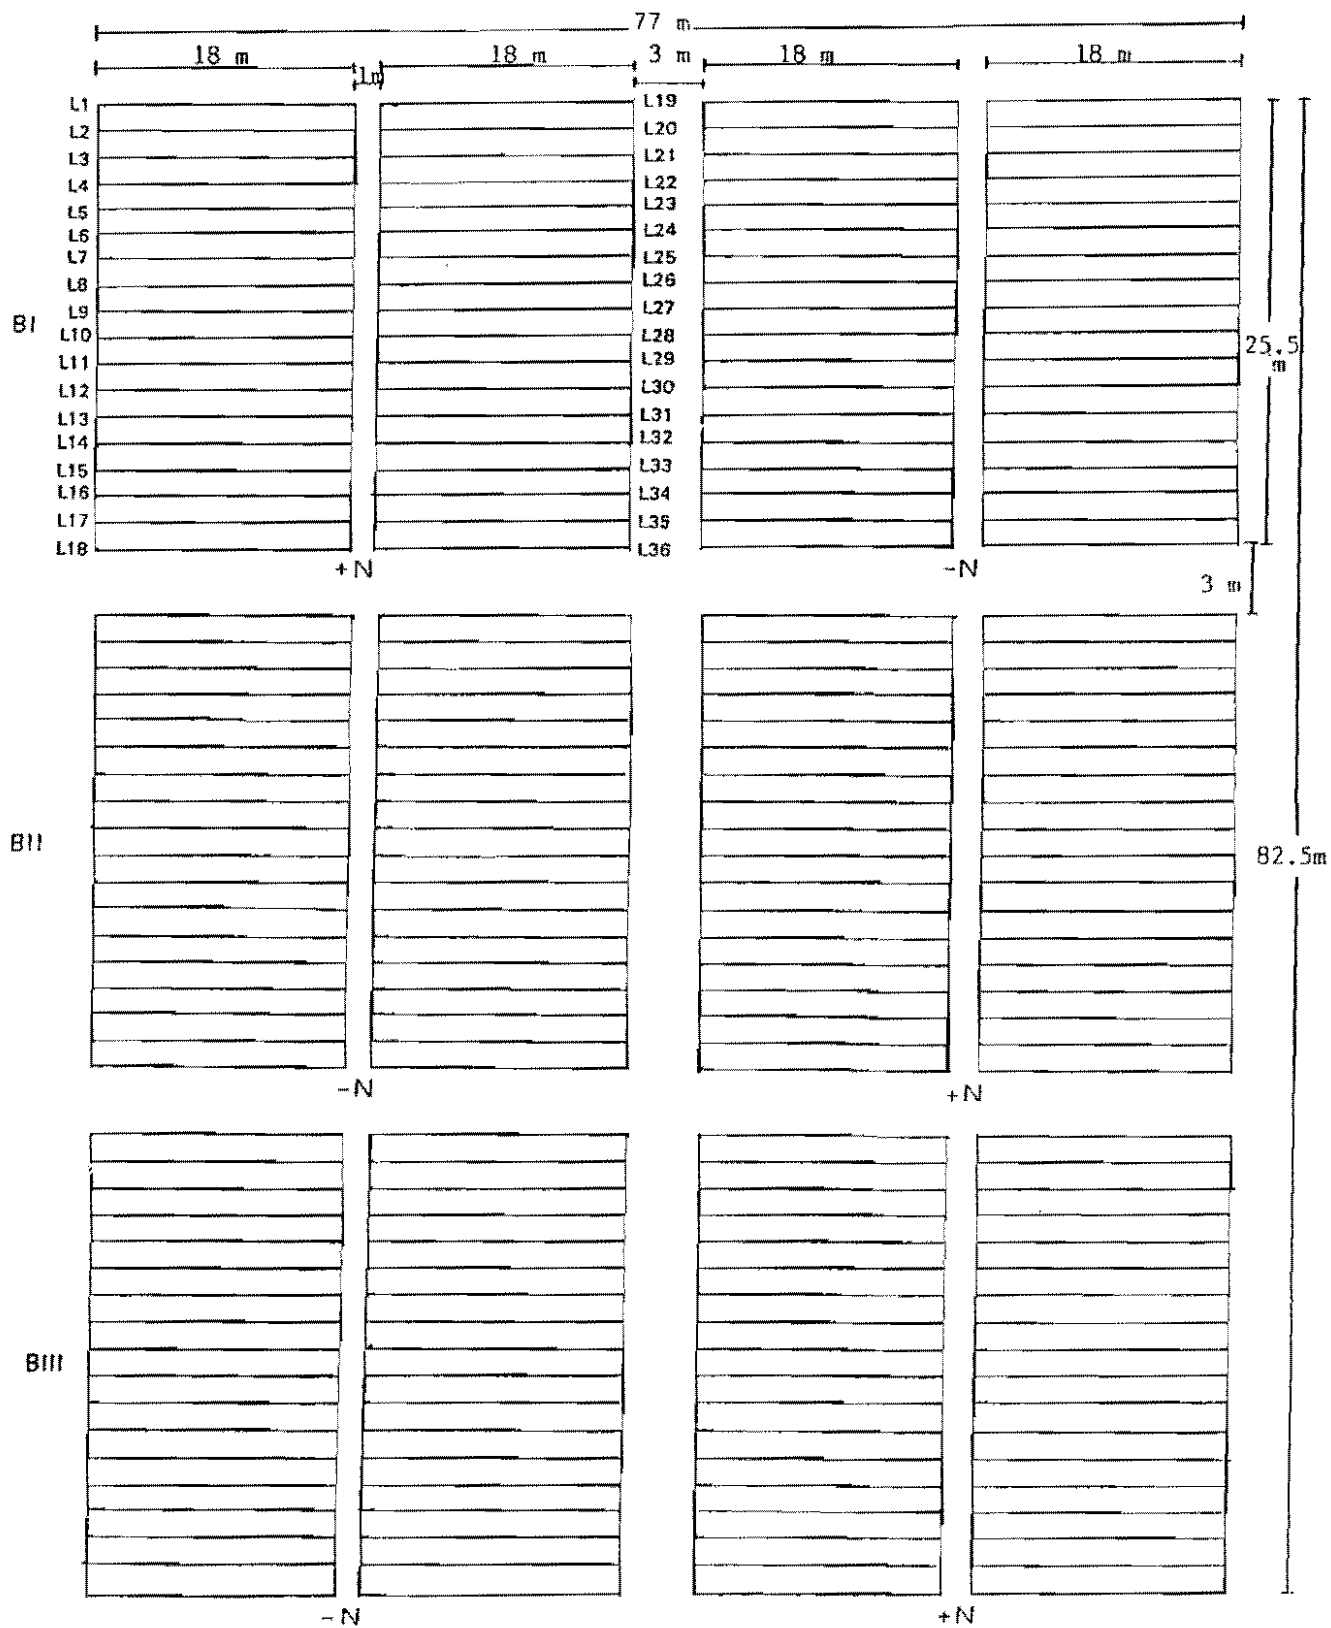 77 m
18 m 18 m 3 m 18 m 18 m
1m
L1 L19
L2 L20
L3 L21
L4 L22
L5 L23
L6 L24
L7 L25
L8 L26
L9 L27
BI L10 L28 25.5 m
L11 L29
L12 L30
L13 L31
L14 L32
L15 L33
L16 L34
L17 L35
L18 L36
+N -N
3 m
BII 82.5m
-N +N
BIII
-N +N